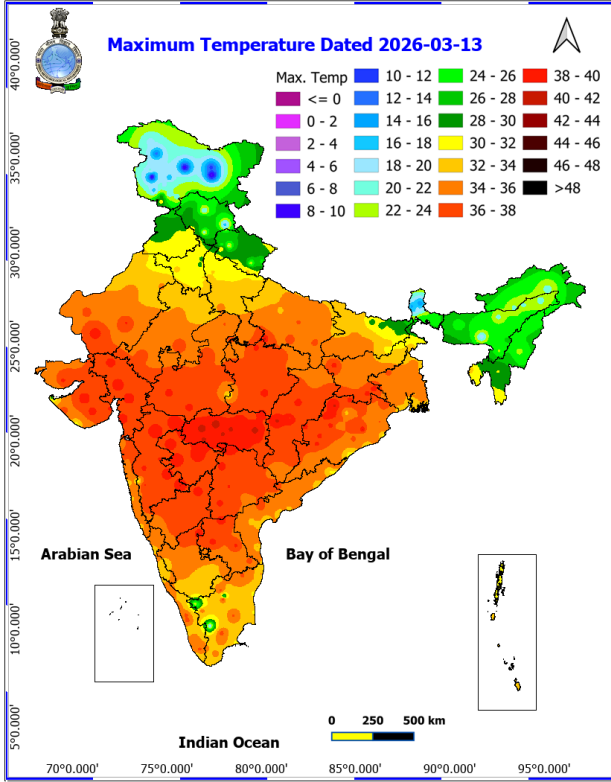 Maximum Temperature Dated 2026-03-13
Max. Temp
<= 0
0 - 2
2 - 4
4 - 6
6 - 8
8 - 10
10 - 12
12 - 14
14 - 16
16 - 18
18 - 20
20 - 22
22 - 24
24 - 26
26 - 28
28 - 30
30 - 32
32 - 34
34 - 36
36 - 38
38 - 40
40 - 42
42 - 44
44 - 46
46 - 48
>48
40°0.000'
35°0.000'
30°0.000'
25°0.000'
20°0.000'
15°0.000'
10°0.000'
5°0.000'
Arabian Sea
Bay of Bengal
Indian Ocean
0 250 500 km
70°0.000' 75°0.000' 80°0.000' 85°0.000' 90°0.000' 95°0.000'